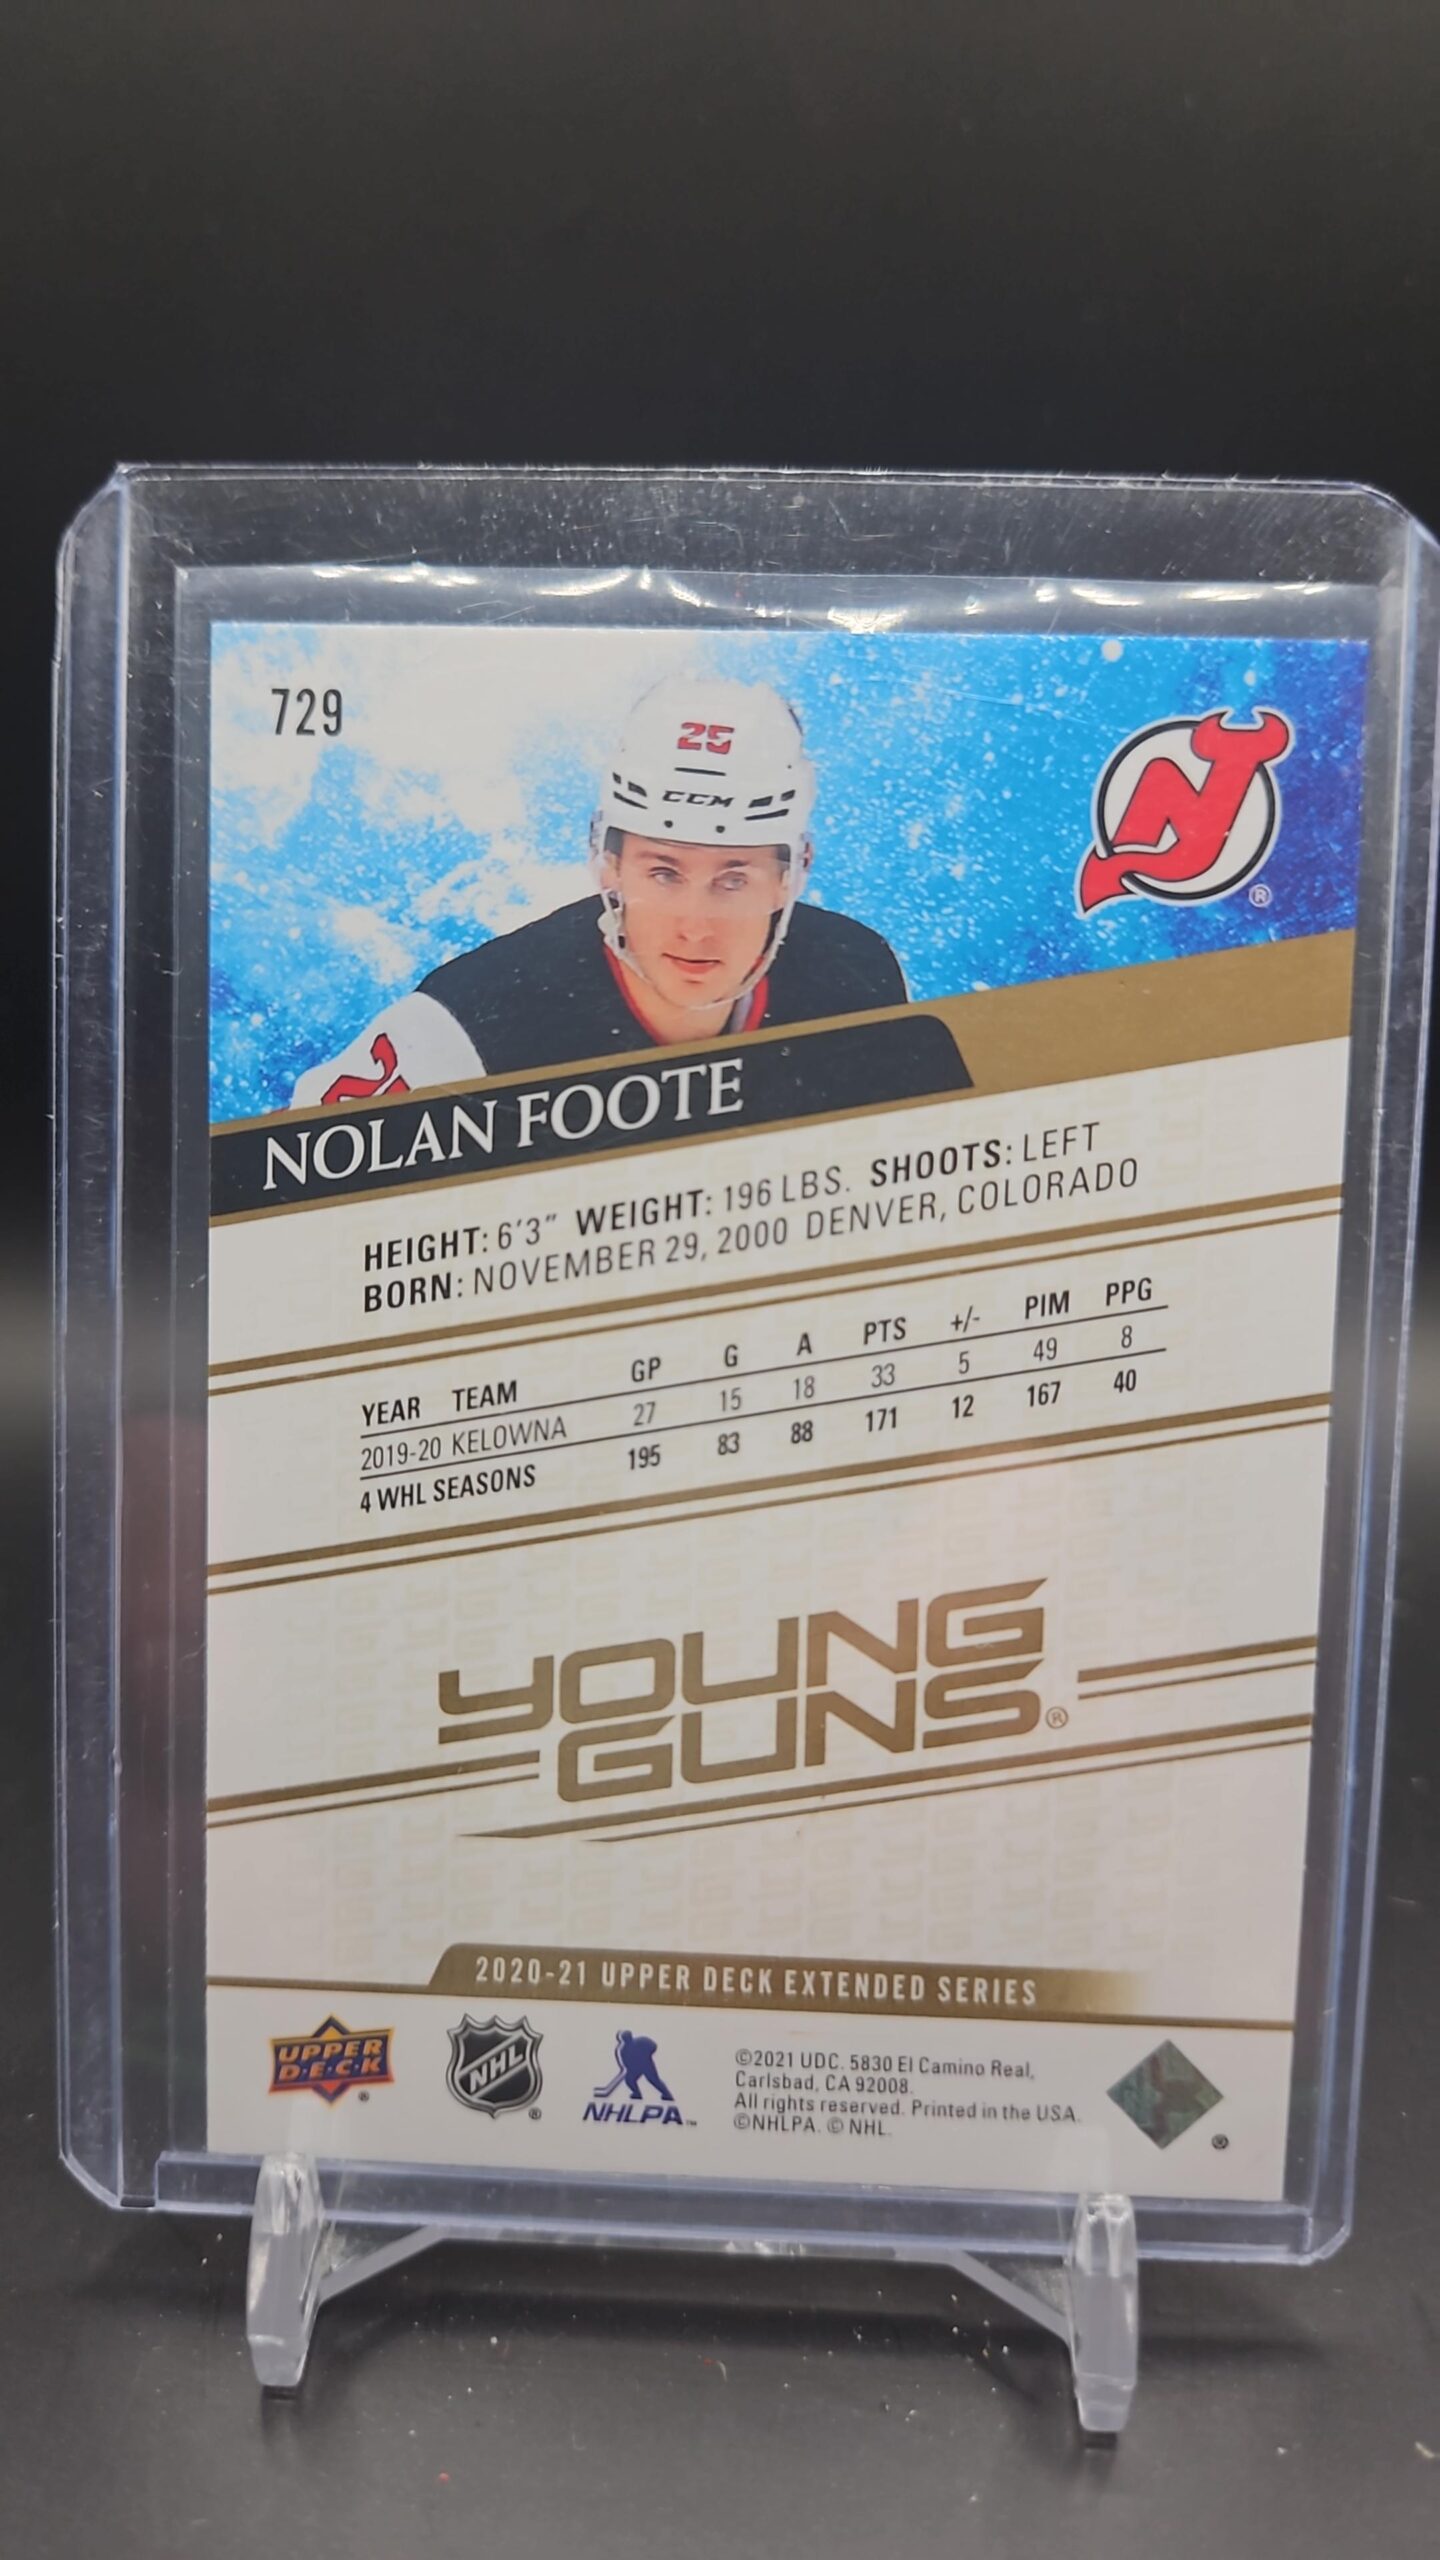 729
25
CCM
NOLAN FOOTE
HEIGHT: 6'3" WEIGHT: 196 LBS. SHOOTS: LEFT
BORN: NOVEMBER 29, 2000 DENVER, COLORADO
YEAR TEAM GP G A PTS +/- PIM PPG
2019-20 KELOWNA 27 15 18 33 5 49 8
4 WHL SEASONS 195 83 88 171 12 167 40
YOUNG
GUNS®
2020-21 UPPER DECK EXTENDED SERIES
UPPER
D•E•C•K
®
NHL
®
NHLPA™
©2021 UDC. 5830 El Camino Real,
Carlsbad, CA 92008.
All rights reserved. Printed in the USA.
©NHLPA. © NHL.